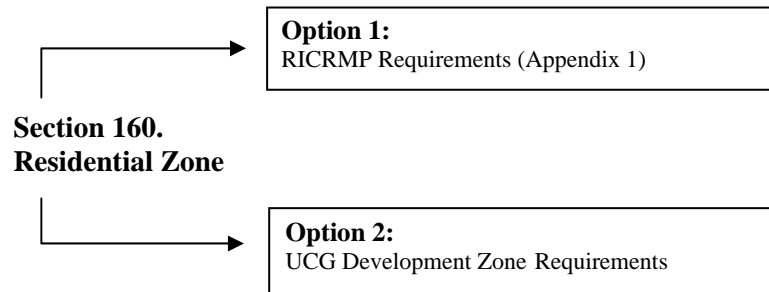 Option 1:
RICRMP Requirements (Appendix 1)
Section 160.
Residential Zone
Option 2:
UCG Development Zone Requirements